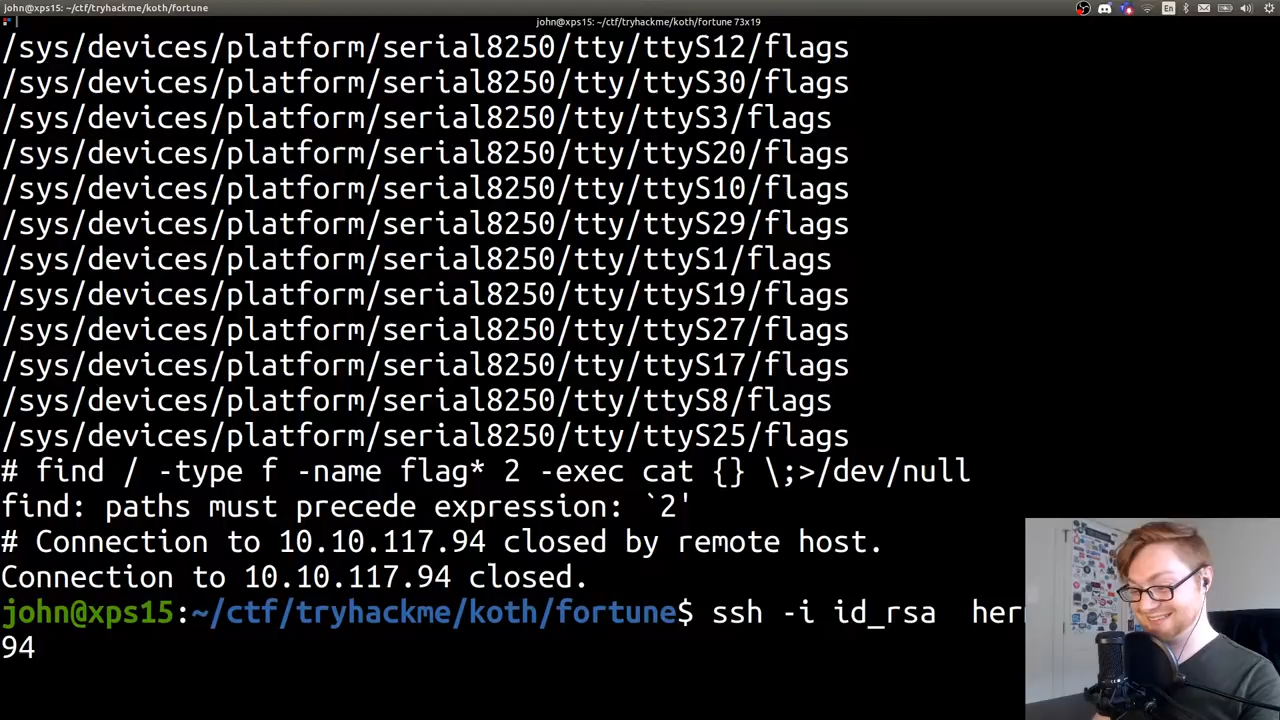 john@xps15: ~/ctf/tryhackme/koth/fortune
En
john@xps15: ~/ctf/tryhackme/koth/fortune 73x19
/sys/devices/platform/serial8250/tty/ttyS12/flags
/sys/devices/platform/serial8250/tty/ttyS30/flags
/sys/devices/platform/serial8250/tty/ttyS3/flags
/sys/devices/platform/serial8250/tty/ttyS20/flags
/sys/devices/platform/serial8250/tty/ttyS10/flags
/sys/devices/platform/serial8250/tty/ttyS29/flags
/sys/devices/platform/serial8250/tty/ttyS1/flags
/sys/devices/platform/serial8250/tty/ttyS19/flags
/sys/devices/platform/serial8250/tty/ttyS27/flags
/sys/devices/platform/serial8250/tty/ttyS17/flags
/sys/devices/platform/serial8250/tty/ttyS8/flags
/sys/devices/platform/serial8250/tty/ttyS25/flags
# find / -type f -name flag* 2 -exec cat {} \;>/dev/null
find: paths must precede expression: `2'
# Connection to 10.10.117.94 closed by remote host.
Connection to 10.10.117.94 closed.
john@xps15:~/ctf/tryhackme/koth/fortune$ ssh -i id_rsa  her
94